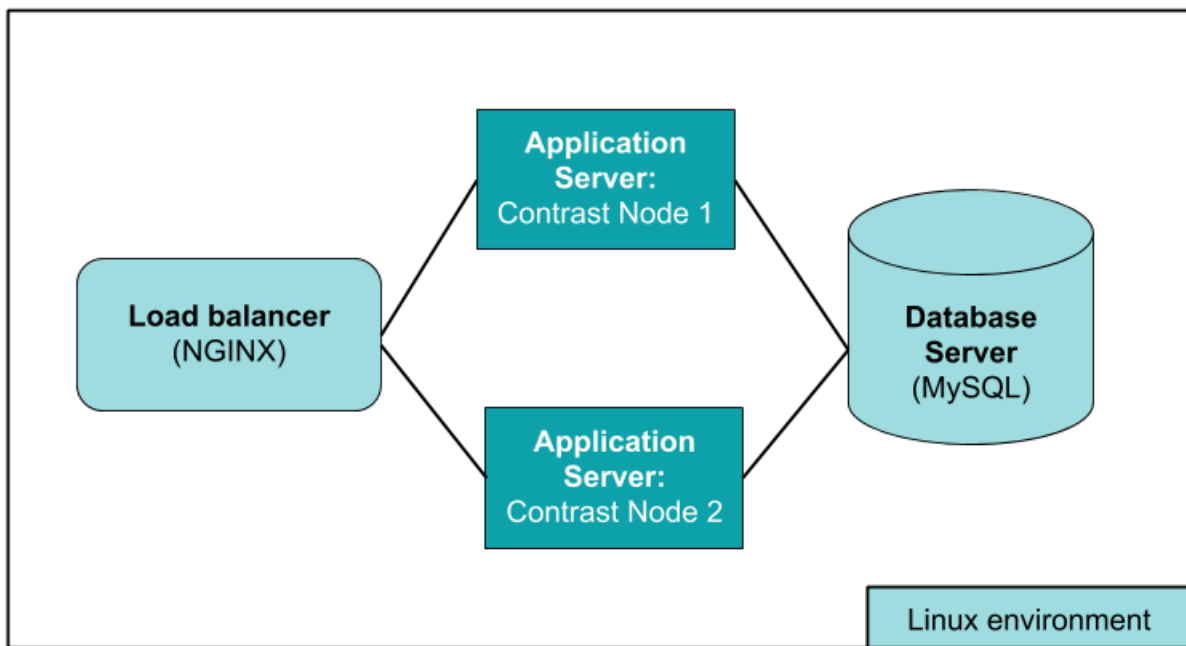 Application
Server:
Contrast Node 1
Load balancer
(NGINX)
Database
Server
(MySQL)
Application
Server:
Contrast Node 2
Linux environment